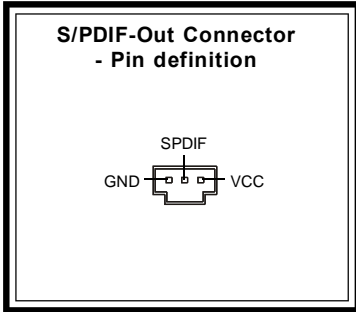 S/PDIF-Out Connector
- Pin definition
SPDIF
GND
VCC